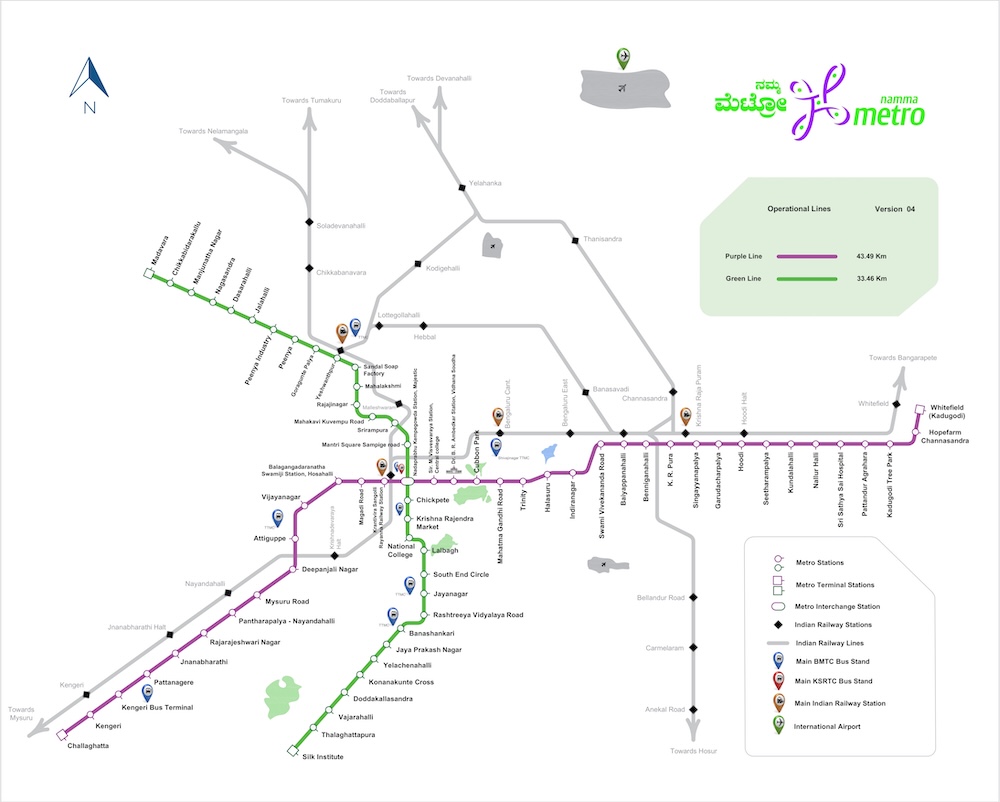 N
Towards Nelamangala
Towards Tumakuru
Towards
Doddaballapur
Towards Devanahalli
ನಮ್ಮ
ಮೆಟ್ರೋ
namma
metro
Operational Lines
Version 04
Purple Line
43.49 Km
Green Line
33.46 Km
Yelahanka
Soladevanahalli
Chikkabanavara
Kodigehalli
Thanisandra
Lottegollahalli
Hebbal
Banasavadi
Channasandra
Malleshwaram
Bengaluru Cant.
Bengaluru East
Krishna Raja Puram
Hoodi Halt
Whitefield
Towards Bangarapete
Madavara
Chikkabidarakallu
Manjunatha Nagar
Nagasandra
Dasarahalli
Jalahalli
Peenya Industry
Peenya
Goragunte Palya
Yeshwanthpur
Sandal Soap
Factory
Mahalakshmi
Rajajinagar
Mahakavi Kuvempu Road
Srirampura
Mantri Square Sampige road
Nadaprabhu Kempegowda Station, Majestic
Sir. M. Visvesvaraya Station,
Central college
Dr. B. R. Ambedkar Station, Vidhana Soudha
Cubbon Park
Balagangadaranatha
Swamiji Station, Hosahalli
Magadi Road
Krantivira Sangolli
Rayanna Railway Station
Mahatma Gandhi Road
Trinity
Halasuru
Indiranagar
Swami Vivekananda Road
Baiyappanahalli
Benniganahalli
K. R. Pura
Singayyanapalya
Garudacharpalya
Hoodi
Seetharampalya
Kundalahalli
Nallur Halli
Sri Sathya Sai Hospital
Pattandur Agrahara
Kadugodi Tree Park
Hopefarm
Channasandra
Whitefield
(Kadugodi)
Vijayanagar
Attiguppe
Deepanjali Nagar
Mysuru Road
Pantharapalya - Nayandahalli
Rajarajeshwari Nagar
Jnanabharathi
Pattanagere
Kengeri Bus Terminal
Kengeri
Challaghatta
Krishnadevaraya
Halt
Nayandahalli
Jnanabharathi Halt
Kengeri
Towards
Mysuru
Chickpete
Krishna Rajendra
Market
National
College
Lalbagh
South End Circle
Jayanagar
Rashtreeya Vidyalaya Road
Banashankari
Jaya Prakash Nagar
Yelachenahalli
Konanakunte Cross
Doddakallasandra
Vajarahalli
Thalaghattapura
Silk Institute
Bellandur Road
Carmelaram
Anekal Road
Towards Hosur
Metro Stations
Metro Terminal Stations
Metro Interchange Station
Indian Railway Stations
Indian Railway Lines
Main BMTC Bus Stand
Main KSRTC Bus Stand
Main Indian Railway Station
International Airport